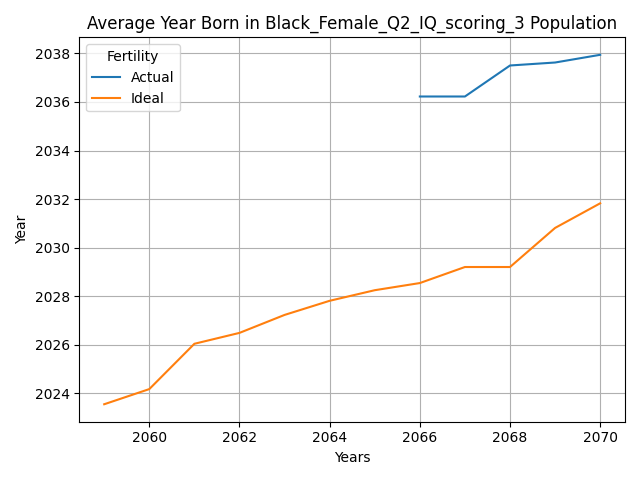 Average Year Born in Black_Female_Q2_IQ_scoring_3 Population
Fertility
Actual
Ideal
2038
2036
2034
2032
2030
2028
2026
2024
Year
2060 2062 2064 2066 2068 2070
Years